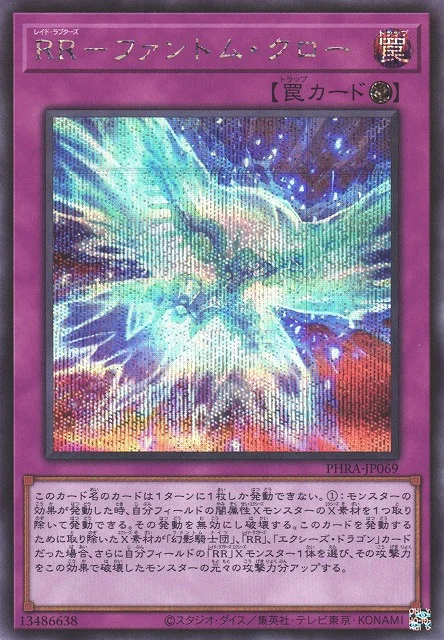 レイド・ラプターズ
RR－ファントム・クロー
トラップ
罠
トラップ
【罠カード】
PHRA-JP069
このカード名のカードは1ターンに1枚しか発動できない。①：モンスターの
効果が発動した時、自分フィールドの闇属性XモンスターのX素材を1つ取り
除いて発動できる。その発動を無効にし破壊する。このカードを発動する
ために取り除いたX素材が「幻影騎士団」、「RR」、「エクシーズ・ドラゴン」カード
だった場合、さらに自分フィールドの「RR」Xモンスター1体を選び、その攻撃力
をこの効果で破壊したモンスターの元々の攻撃力分アップする。
13486638
©スタジオ・ダイス／集英社・テレビ東京・KONAMI